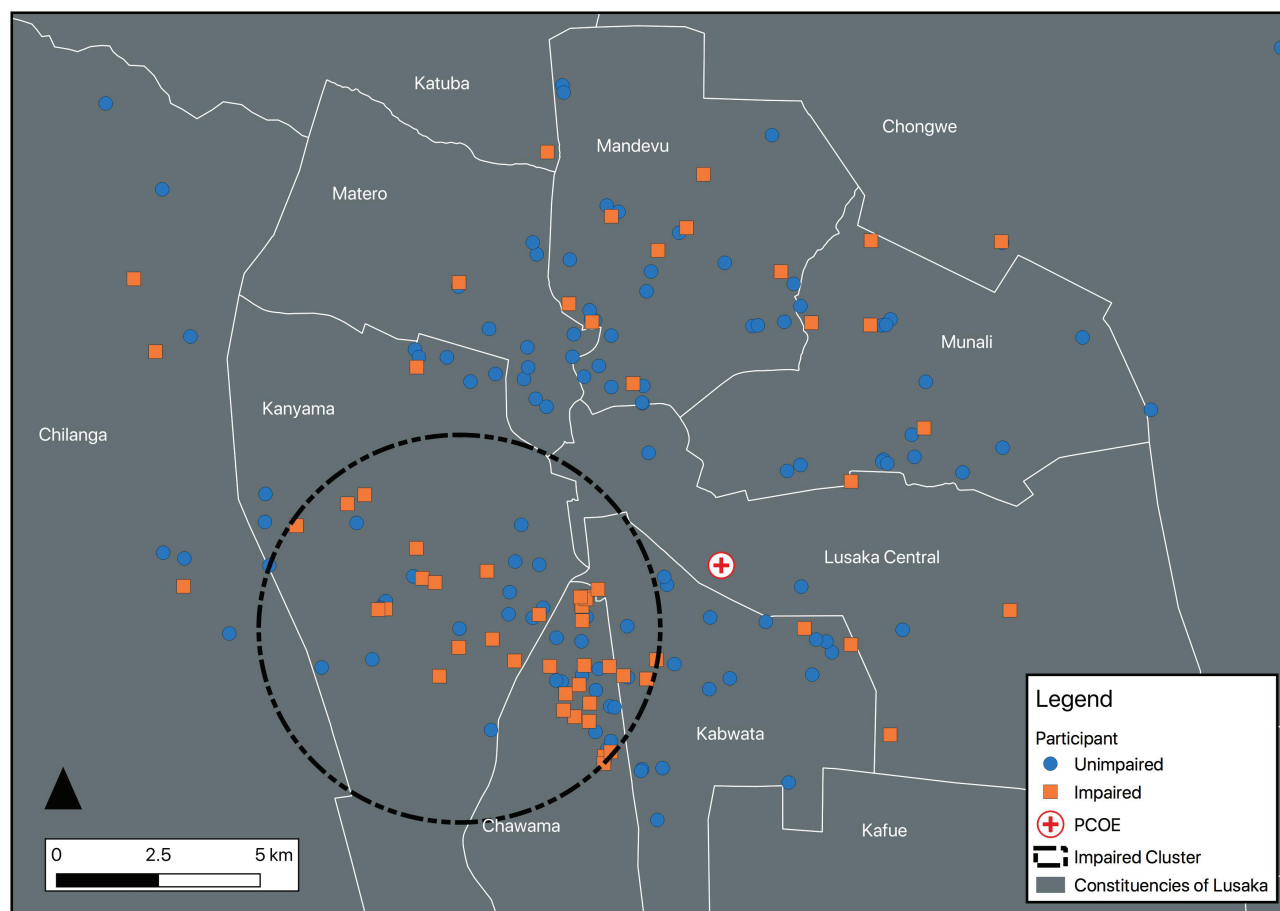 Katuba
Chongwe
Mandevu
Matero
Munali
Kanyama
Chilanga
Lusaka Central
Kabwata
Chawama
Kafue
0 2.5 5 km
Legend
Participant
Unimpaired
Impaired
PCOE
Impaired Cluster
Constituencies of Lusaka